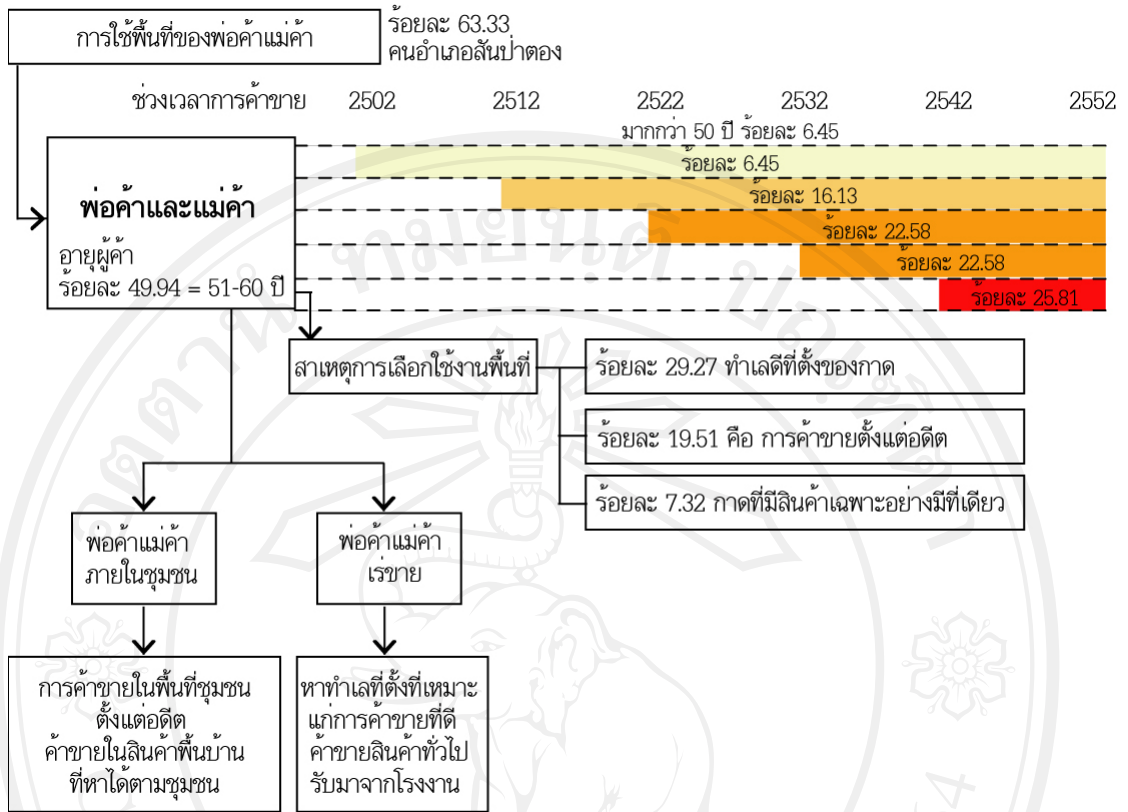 การใช้พื้นที่ของพ่อค้าแม่ค้า
ร้อยละ 63.33
คนอำเภอสันป่าตอง
ช่วงเวลาการค้าขาย 2502 2512 2522 2532 2542 2552
มากกว่า 50 ปี ร้อยละ 6.45
ร้อยละ 6.45
ร้อยละ 16.13
ร้อยละ 22.58
ร้อยละ 22.58
ร้อยละ 25.81
พ่อค้าและแม่ค้า
อายุผู้ค้า
ร้อยละ 49.94 = 51-60 ปี
สาเหตุการเลือกใช้งานพื้นที่
ร้อยละ 29.27 ทำเลดีที่ตั้งของกาด
ร้อยละ 19.51 คือ การค้าขายตั้งแต่อดีต
ร้อยละ 7.32 กาดที่มีสินค้าเฉพาะอย่างมีที่เดียว
พ่อค้าแม่ค้า
ภายในชุมชน
พ่อค้าแม่ค้า
เร่ขาย
การค้าขายในพื้นที่ชุมชน
ตั้งแต่อดีต
ค้าขายในสินค้าพื้นบ้าน
ที่หาได้ตามชุมชน
หาทำเลที่ตั้งที่เหมาะ
แก่การค้าขายที่ดี
ค้าขายสินค้าทั่วไป
รับมาจากโรงงาน